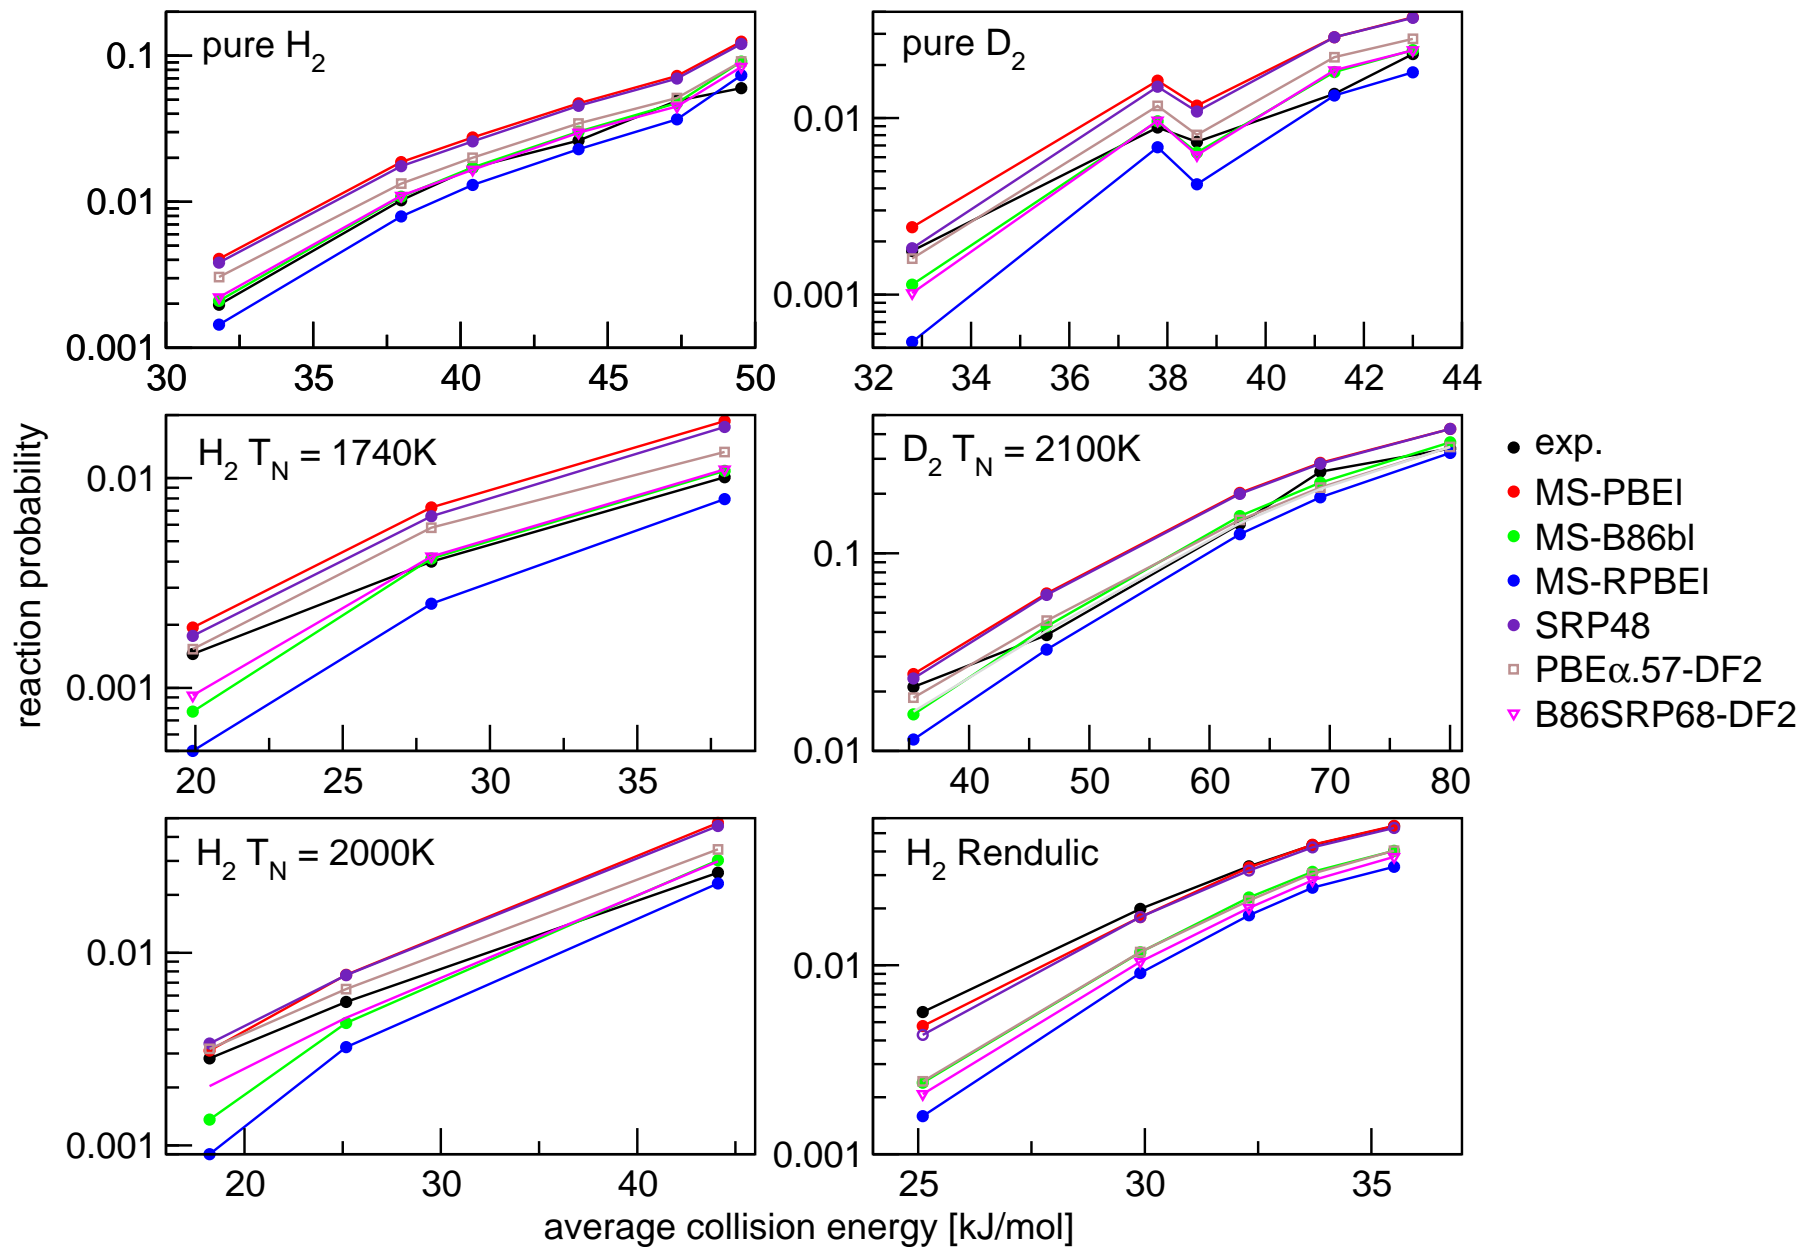 pure H2
0.1
0.01
0.001
30 35 40 45 50
pure D2
0.01
0.001
32 34 36 38 40 42 44
reaction probability
H2 TN = 1740K
0.01
0.001
20 25 30 35
D2 TN = 2100K
0.1
0.01
40 50 60 70 80
exp.
MS-PBEl
MS-B86bl
MS-RPBEl
SRP48
PBEα.57-DF2
B86SRP68-DF2
H2 TN = 2000K
0.01
0.001
20 30 40
H2 Rendulic
0.01
0.001
25 30 35
average collision energy [kJ/mol]